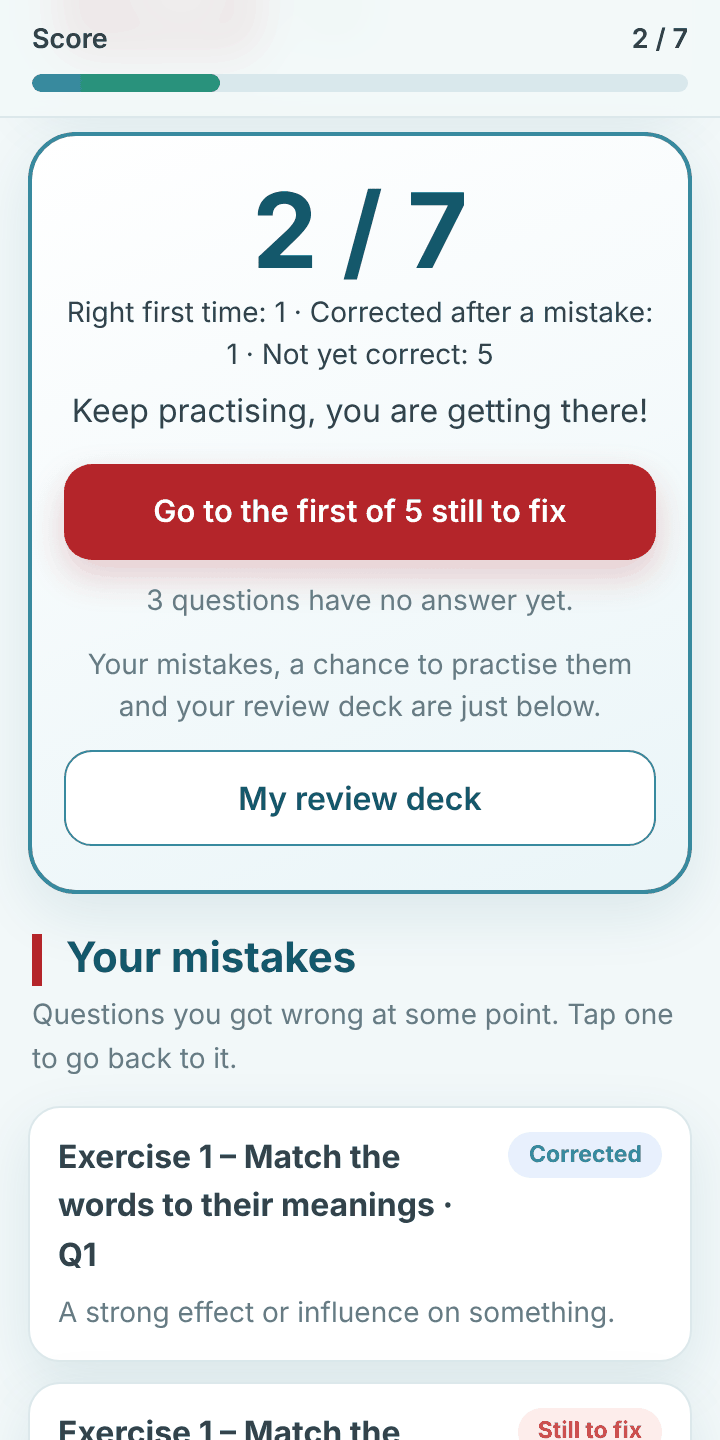 Score
2 / 7
2 / 7
Right first time: 1 · Corrected after a mistake:
1 · Not yet correct: 5
Keep practising, you are getting there!
Go to the first of 5 still to fix
3 questions have no answer yet.
Your mistakes, a chance to practise them
and your review deck are just below.
My review deck
Your mistakes
Questions you got wrong at some point. Tap one
to go back to it.
Exercise 1 – Match the
words to their meanings ·
Q1
Corrected
A strong effect or influence on something.
Exercise 1 – Match the
Still to fix